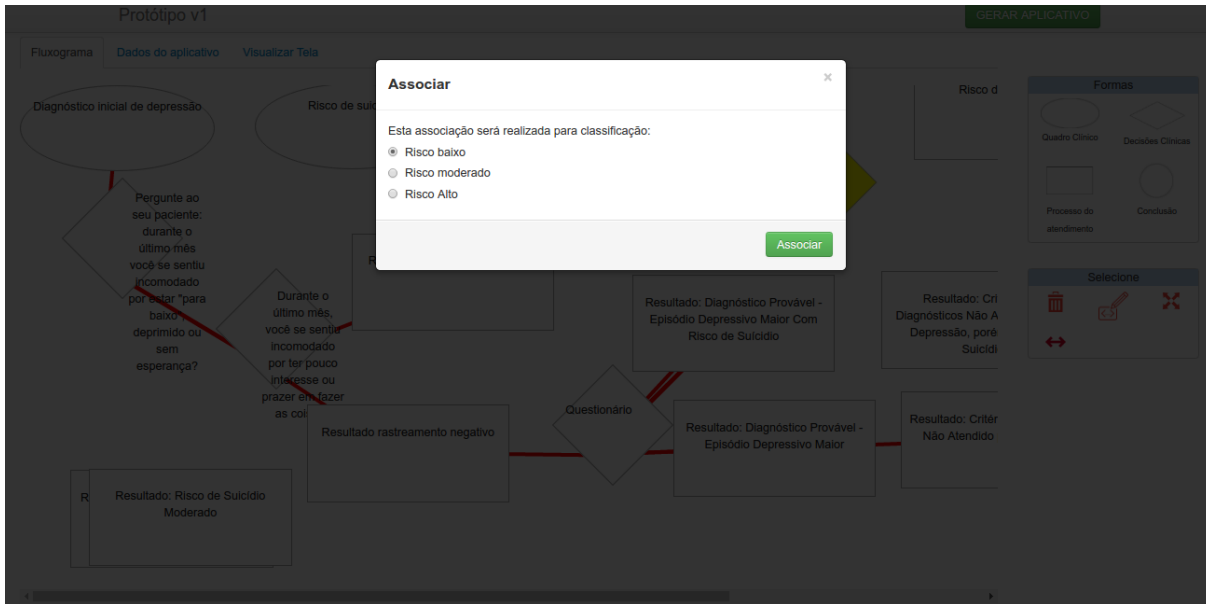 Protótipo v1
GERAR APLICATIVO
Fluxograma
Dados do aplicativo
Visualizar Tela
Associar
×
Esta associação será realizada para classificação:
Risco baixo
Risco moderado
Risco Alto
Associar
Diagnóstico inicial de depressão
Risco de suic
Risco d
Pergunte ao
seu paciente:
durante o
último mês
você se sentiu
incomodado
por estar "para
baixo",
deprimido ou
sem
esperança?
Durante o
último mês,
você se sentiu
incomodado
por ter pouco
interesse ou
prazer em fazer
as coi
R
Resultado rastreamento negativo
Questionário
Resultado: Diagnóstico Provável -
Episódio Depressivo Maior Com
Risco de Suicídio
Resultado: Diagnóstico Provável -
Episódio Depressivo Maior
Resultado: Cri
Diagnósticos Não A
Depressão, poré
Suicídi
Resultado: Critér
Não Atendido
R
Resultado: Risco de Suicídio
Moderado
Formas
Quadro Clínico
Decisões Clínicas
Processo do
atendimento
Conclusão
Selecione